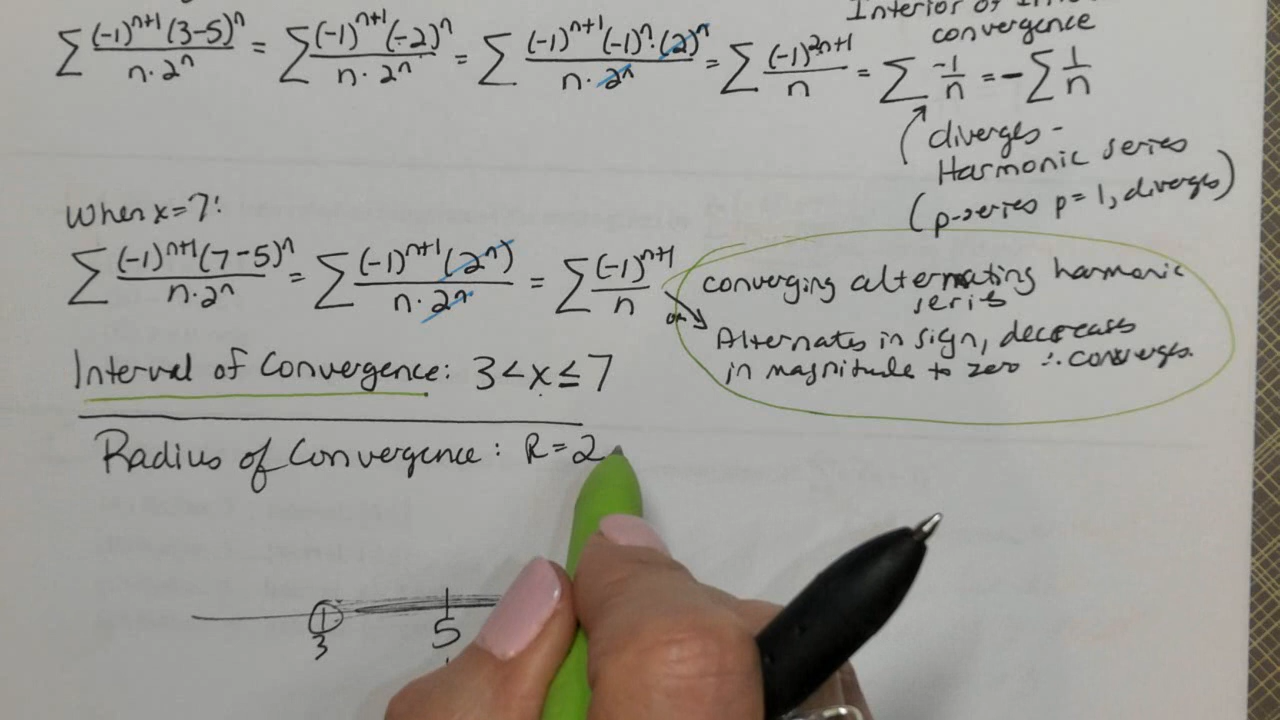 Interior of
convergence
∑ (-1)^(n+1) (3-5)^n / n · 2^n = ∑ (-1)^(n+1) (-2)^n / n · 2^n = ∑ (-1)^(n+1) (-1)^n · (2)^n / n · 2^n = ∑ (-1)^(2n+1) / n = ∑ -1/n = -∑ 1/n
diverges -
Harmonic series
(p-series p=1, diverges)
When x=7:
∑ (-1)^(n+1) (7-5)^n / n · 2^n = ∑ (-1)^(n+1) (2^n) / n · 2^n = ∑ (-1)^(n+1) / n
converging alternating harmonic
series
or
Alternates in sign, decreases
in magnitude to zero ∴ converges.
Interval of Convergence: 3 < x ≤ 7
Radius of Convergence: R = 2
3 5